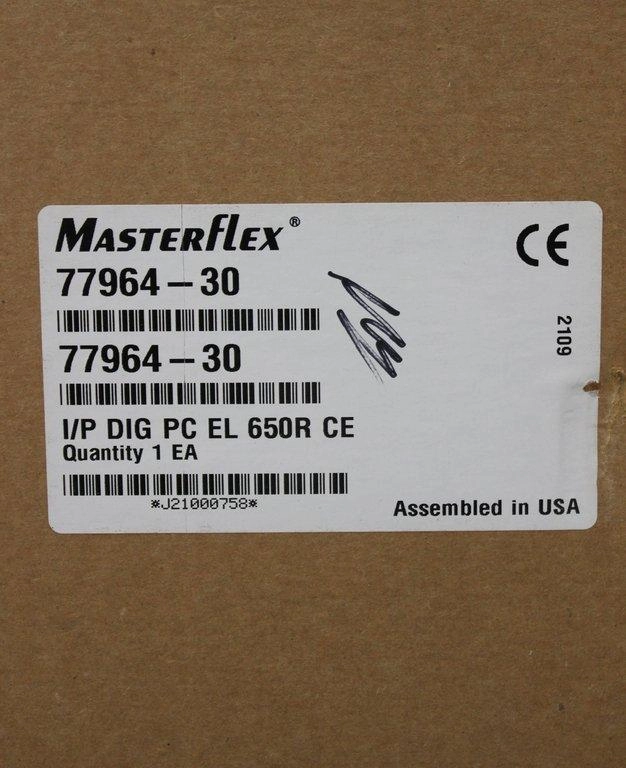 MASTERFLEX®
CE
77964-30
2109
77964-30
I/P DIG PC EL 650R CE
Quantity 1 EA
*J21000758*
Assembled in USA